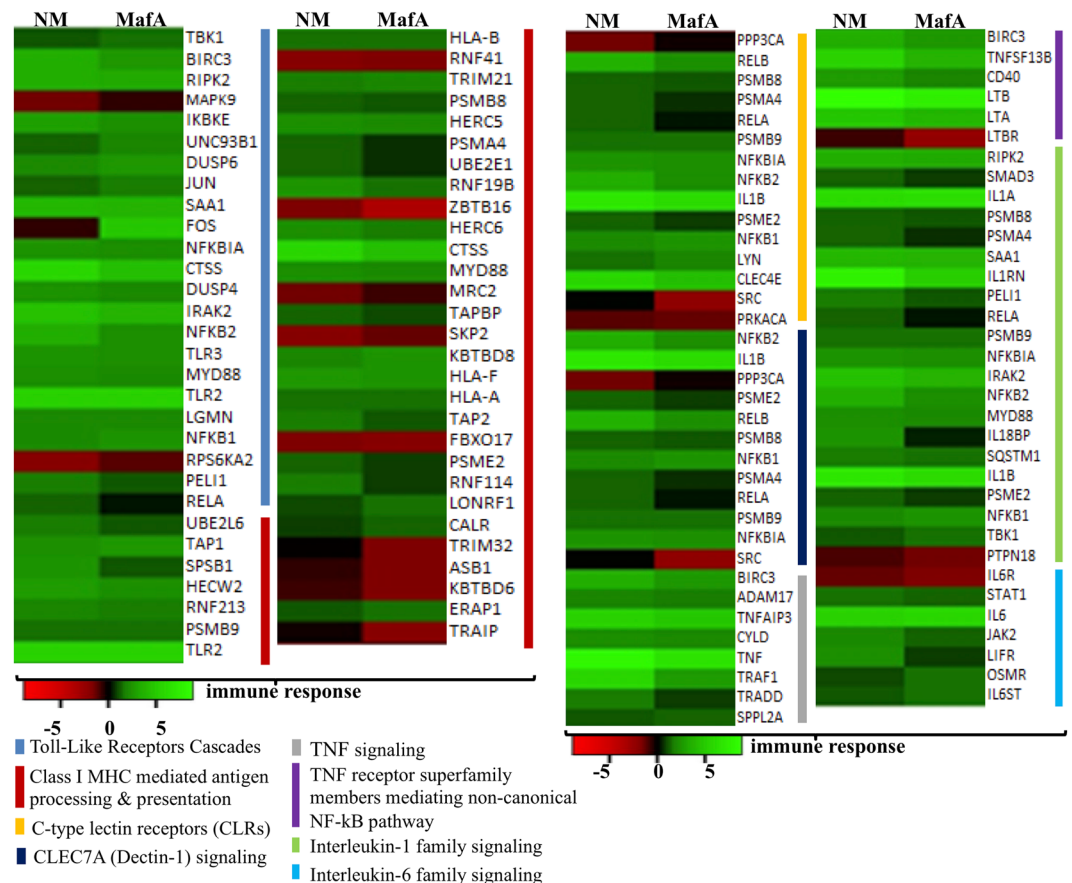 NM MafA
TBK1
BIRC3
RIPK2
MAPK9
IKBKE
UNC93B1
DUSP6
JUN
SAA1
FOS
NFKBIA
CTSS
DUSP4
IRAK2
NFKB2
TLR3
MYD88
TLR2
LGMN
NFKB1
RPS6KA2
PELI1
RELA
UBE2L6
TAP1
SPSB1
HECW2
RNF213
PSMB9
TLR2
NM MafA
HLA-B
RNF41
TRIM21
PSMB8
HERC5
PSMA4
UBE2E1
RNF19B
ZBTB16
HERC6
CTSS
MYD88
MRC2
TAPBP
SKP2
KBTBD8
HLA-F
HLA-A
TAP2
FBXO17
PSME2
RNF114
LONRF1
CALR
TRIM32
ASB1
KBTBD6
ERAP1
TRAIP
immune response
-5 0 5
NM MafA
PPP3CA
RELB
PSMB8
PSMA4
RELA
PSMB9
NFKBIA
NFKB2
IL1B
PSME2
NFKB1
LYN
CLEC4E
SRC
PRKACA
NFKB2
IL1B
PPP3CA
PSME2
RELB
PSMB8
NFKB1
PSMA4
RELA
PSMB9
NFKBIA
SRC
BIRC3
ADAM17
TNFAIP3
CYLD
TNF
TRAF1
TRADD
SPPL2A
NM MafA
BIRC3
TNFSF13B
CD40
LTB
LTA
LTBR
RIPK2
SMAD3
IL1A
PSMB8
PSMA4
SAA1
IL1RN
PELI1
RELA
PSMB9
NFKBIA
IRAK2
NFKB2
MYD88
IL18BP
SQSTM1
IL1B
PSME2
NFKB1
TBK1
PTPN18
IL6R
STAT1
IL6
JAK2
LIFR
OSMR
IL6ST
immune response
-5 0 5
Toll-Like Receptors Cascades
Class I MHC mediated antigen
processing & presentation
C-type lectin receptors (CLRs)
CLEC7A (Dectin-1) signaling
TNF signaling
TNF receptor superfamily
members mediating non-canonical
NF-kB pathway
Interleukin-1 family signaling
Interleukin-6 family signaling